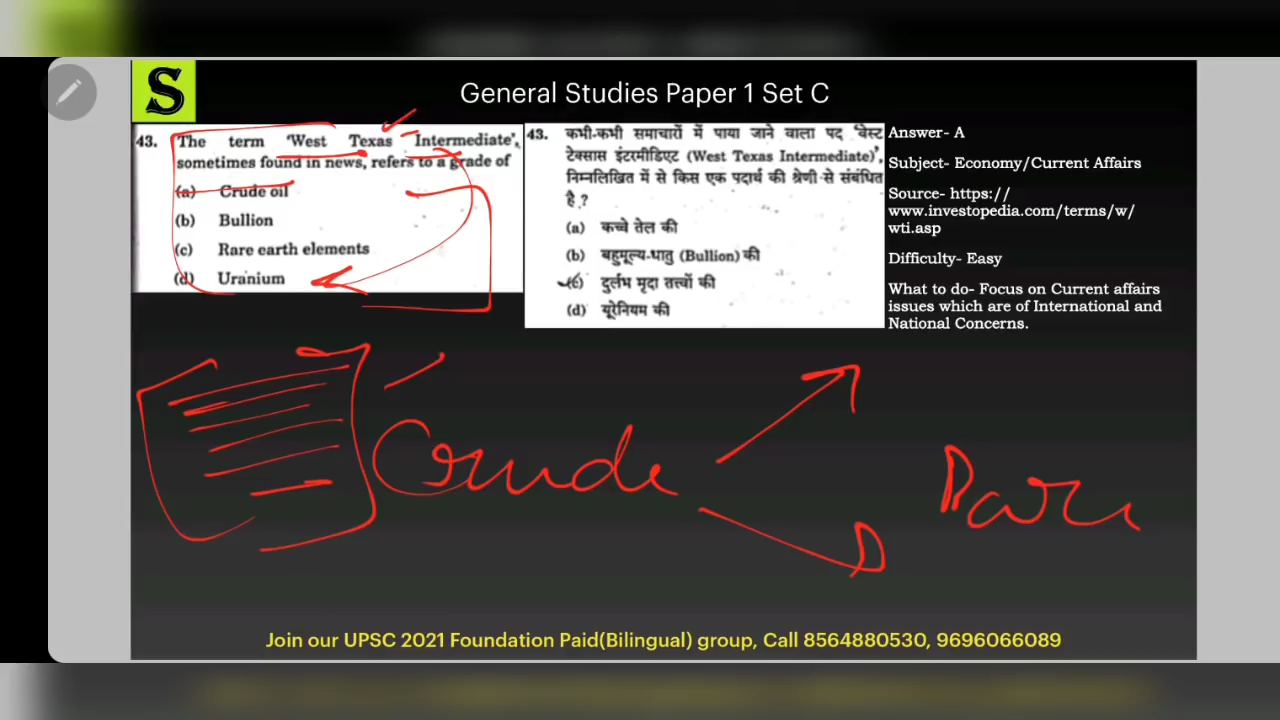 S
General Studies Paper 1 Set C
43. The term 'West Texas Intermediate',
sometimes found in news, refers to a grade of
(a) Crude oil
(b) Bullion
(c) Rare earth elements
(d) Uranium
43. कभी-कभी समाचारों में पाया जाने वाला पद 'वेस्ट
टेक्सास इंटरमीडिएट (West Texas Intermediate)',
निम्नलिखित में से किस एक पदार्थ की श्रेणी से संबंधित
है ?
(a) कच्चे तेल की
(b) बहुमूल्य-धातु (Bullion) की
दुर्लभ मृदा तत्त्वों की
(d) यूरेनियम की
Answer- A
Subject- Economy/Current Affairs
Source- https://
www.investopedia.com/terms/w/
wti.asp
Difficulty- Easy
What to do- Focus on Current affairs
issues which are of International and
National Concerns.
Crude
Join our UPSC 2021 Foundation Paid(Bilingual) group, Call 8564880530, 9696066089